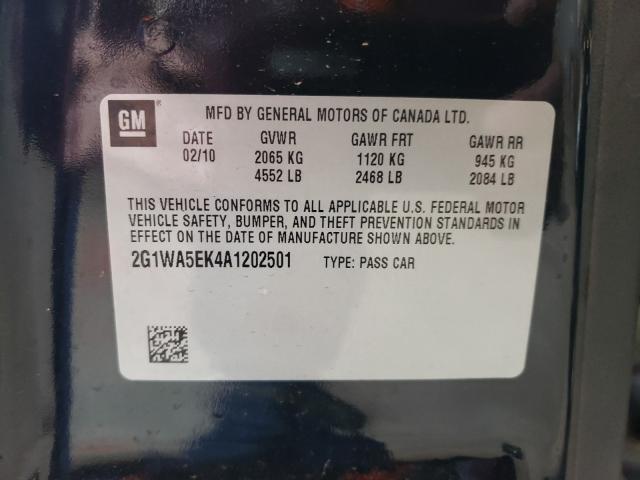 GM
MFD BY GENERAL MOTORS OF CANADA LTD.
DATE GVWR GAWR FRT GAWR RR
02/10 2065 KG 1120 KG 945 KG
4552 LB 2468 LB 2084 LB
THIS VEHICLE CONFORMS TO ALL APPLICABLE U.S. FEDERAL MOTOR
VEHICLE SAFETY, BUMPER, AND THEFT PREVENTION STANDARDS IN
EFFECT ON THE DATE OF MANUFACTURE SHOWN ABOVE.
2G1WA5EK4A1202501 TYPE: PASS CAR